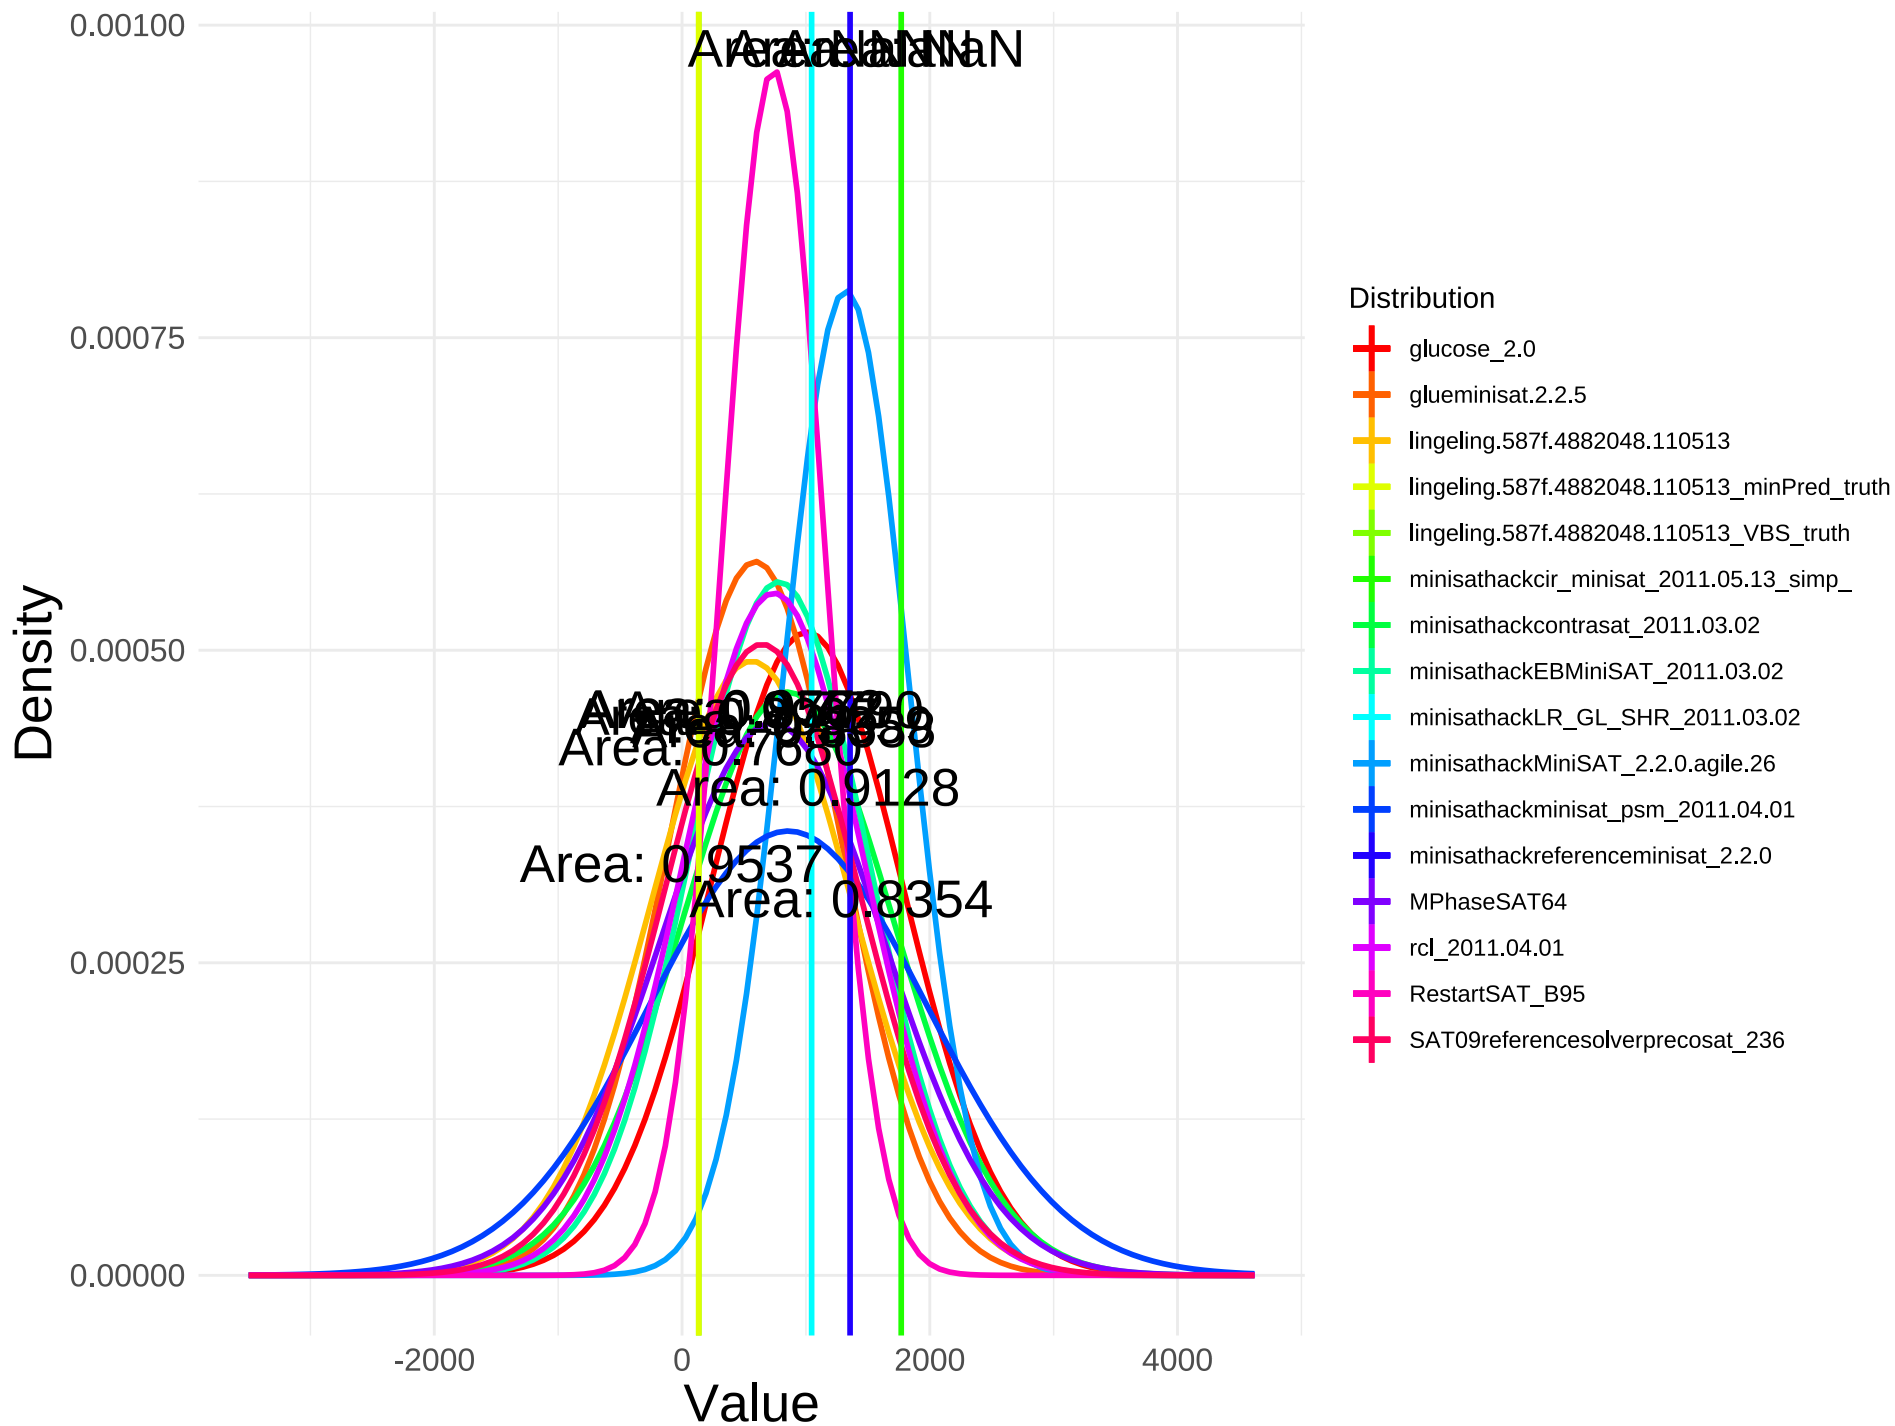 0.00100
0.00075
0.00050
0.00025
0.00000
Density
Area: 0.7680
Area: 0.9128
Area: 0.9537
Area: 0.8354
-2000
0
2000
4000
Value
Distribution
glucose_2.0
glueminisat.2.2.5
lingeling.587f.4882048.110513
lingeling.587f.4882048.110513_minPred_truth
lingeling.587f.4882048.110513_VBS_truth
minisathackcir_minisat_2011.05.13_simp_
minisathackcontrasat_2011.03.02
minisathackEBMiniSAT_2011.03.02
minisathackLR_GL_SHR_2011.03.02
minisathackMiniSAT_2.2.0.agile.26
minisathackminisat_psm_2011.04.01
minisathackreferenceminisat_2.2.0
MPhaseSAT64
rcl_2011.04.01
RestartSAT_B95
SAT09referencesolverprecosat_236